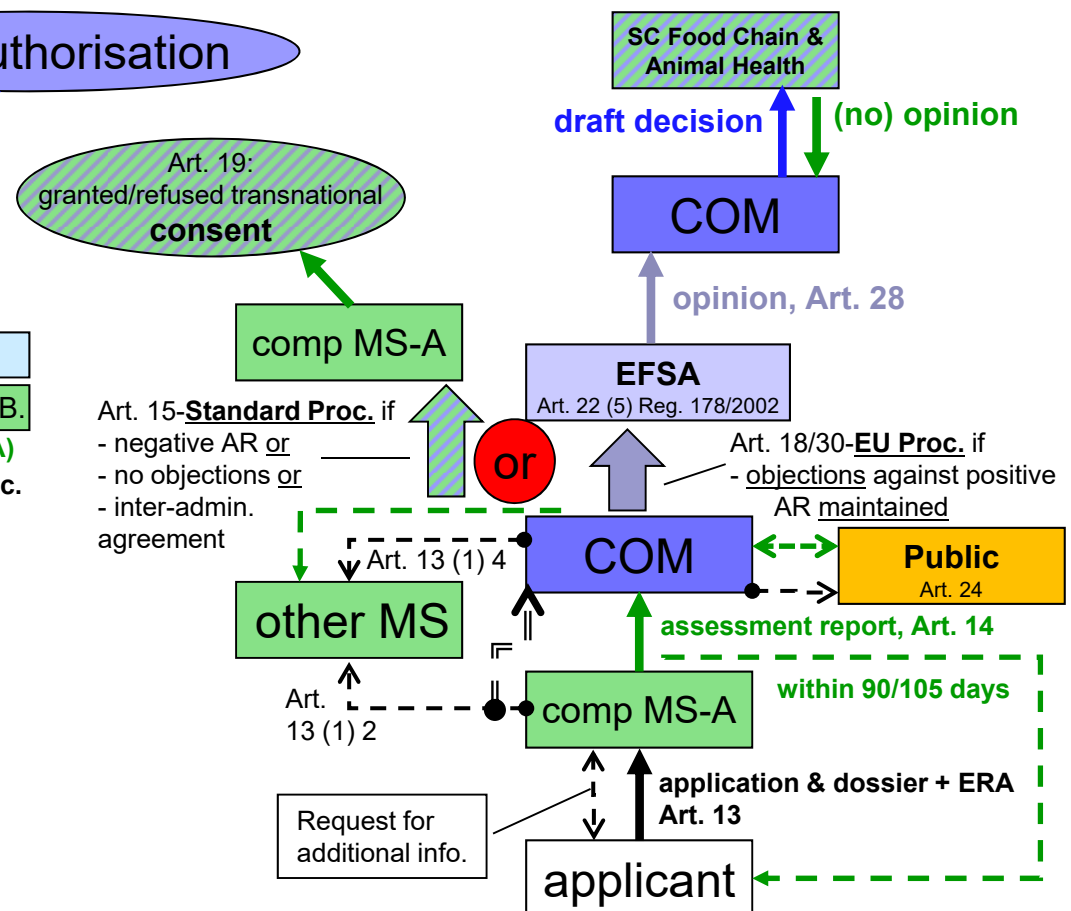 uthorisation
SC Food Chain &
Animal Health
draft decision
(no) opinion
Art. 19:
granted/refused transnational
consent
COM
opinion, Art. 28
comp MS-A
EFSA
Art. 22 (5) Reg. 178/2002
B.
A)
c.
Art. 15-Standard Proc. if
- negative AR or
- no objections or
- inter-admin.
agreement
or
Art. 18/30-EU Proc. if
- objections against positive
AR maintained
Art. 13 (1) 4
COM
Public
Art. 24
other MS
assessment report, Art. 14
within 90/105 days
Art.
13 (1) 2
comp MS-A
application & dossier + ERA
Art. 13
Request for
additional info.
applicant